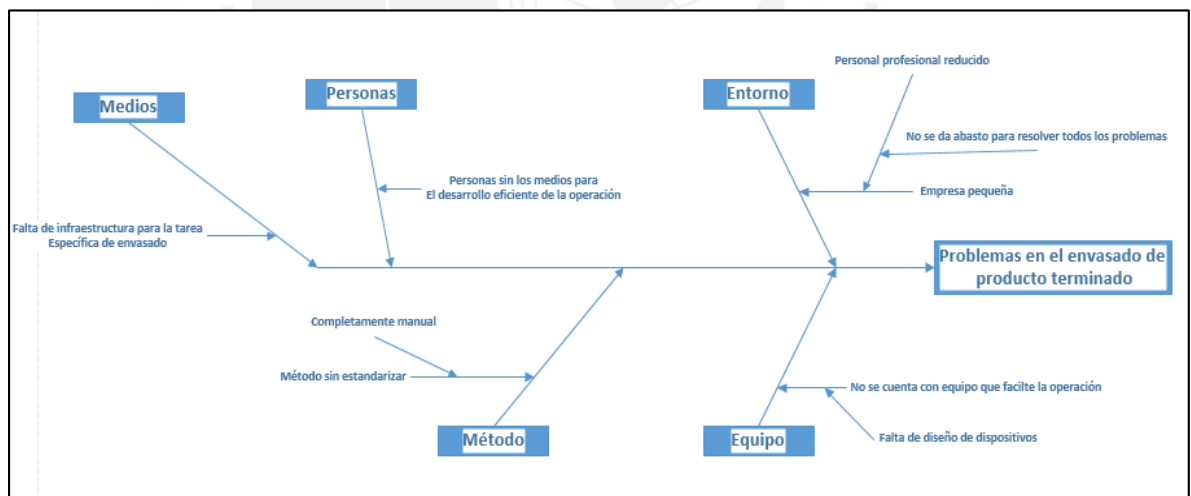 Personal profesional reducido
Medios
Personas
Entorno
No se da abasto para resolver todos los problemas
Personas sin los medios para
El desarrollo eficiente de la operación
Empresa pequeña
Falta de infraestructura para la tarea
Específica de envasado
Problemas en el envasado de
producto terminado
Completamente manual
Método sin estandarizar
No se cuenta con equipo que facilte la operación
Método
Equipo
Falta de diseño de dispositivos